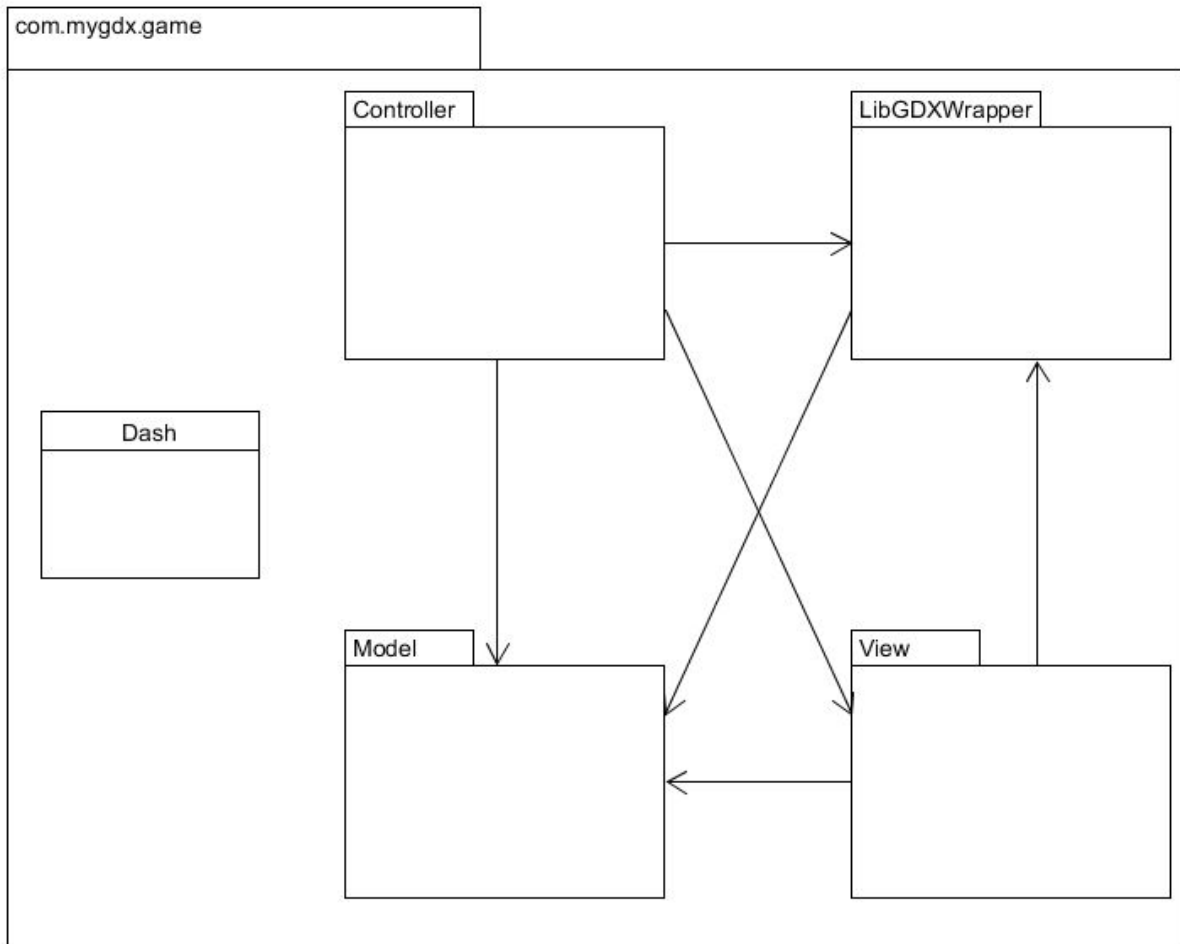 com.mygdx.game
Controller
LibGDXWrapper
Dash
Model
View